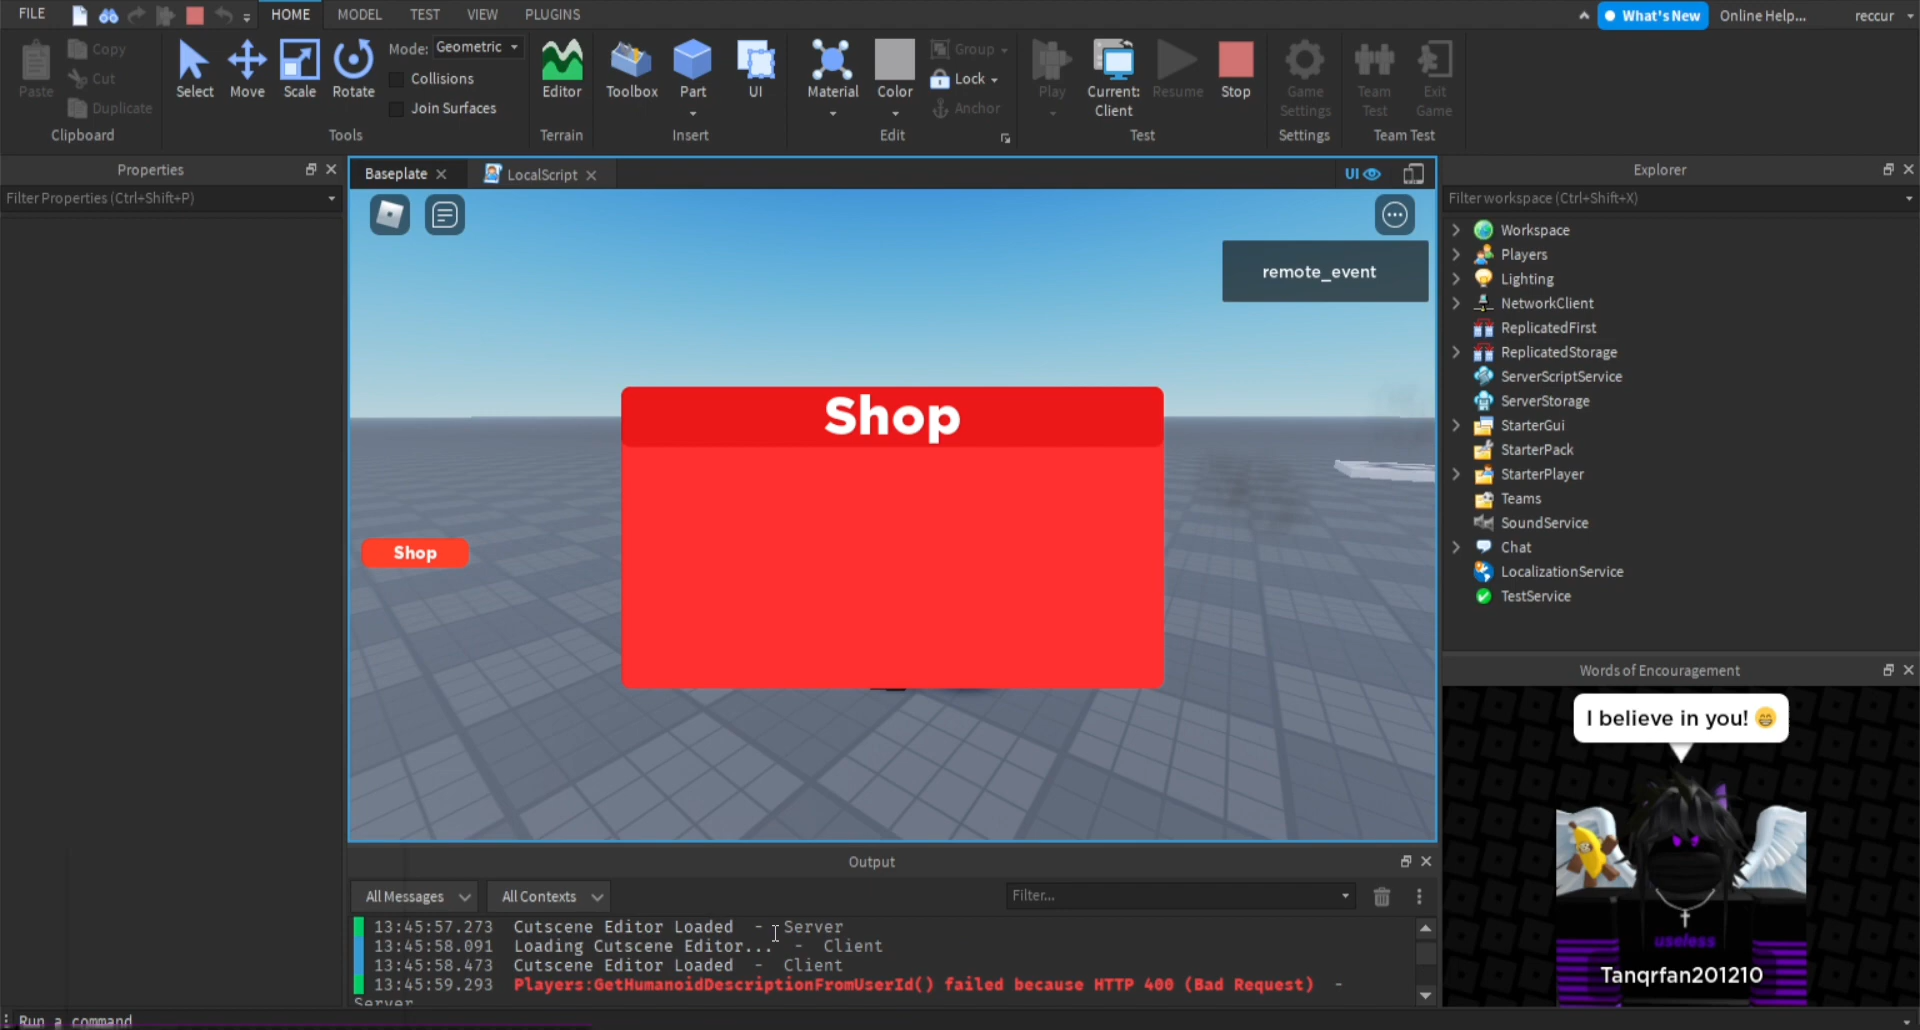 FILE
HOME
MODEL
TEST
VIEW
PLUGINS
What's New
Online Help...
reccur
Paste
Copy
Cut
Duplicate
Clipboard
Select
Move
Scale
Rotate
Mode: Geometric
Collisions
Join Surfaces
Tools
Editor
Terrain
Toolbox
Part
UI
Insert
Material
Color
Group
Lock
Anchor
Edit
Play
Current: Client
Resume
Stop
Test
Game Settings
Settings
Team Test
Exit Game
Team Test
Properties
Filter Properties (Ctrl+Shift+P)
Baseplate
LocalScript
UI
remote_event
Shop
Shop
Explorer
Filter workspace (Ctrl+Shift+X)
Workspace
Players
Lighting
NetworkClient
ReplicatedFirst
ReplicatedStorage
ServerScriptService
ServerStorage
StarterGui
StarterPack
StarterPlayer
Teams
SoundService
Chat
LocalizationService
TestService
Words of Encouragement
I believe in you! 😁
useless
Tanqrfan201210
Output
All Messages
All Contexts
Filter...
13:45:57.273 Cutscene Editor Loaded - Server
13:45:58.091 Loading Cutscene Editor... - Client
13:45:58.473 Cutscene Editor Loaded - Client
13:45:59.293 Players:GetHumanoidDescriptionFromUserId() failed because HTTP 400 (Bad Request) -
Server
Run a command